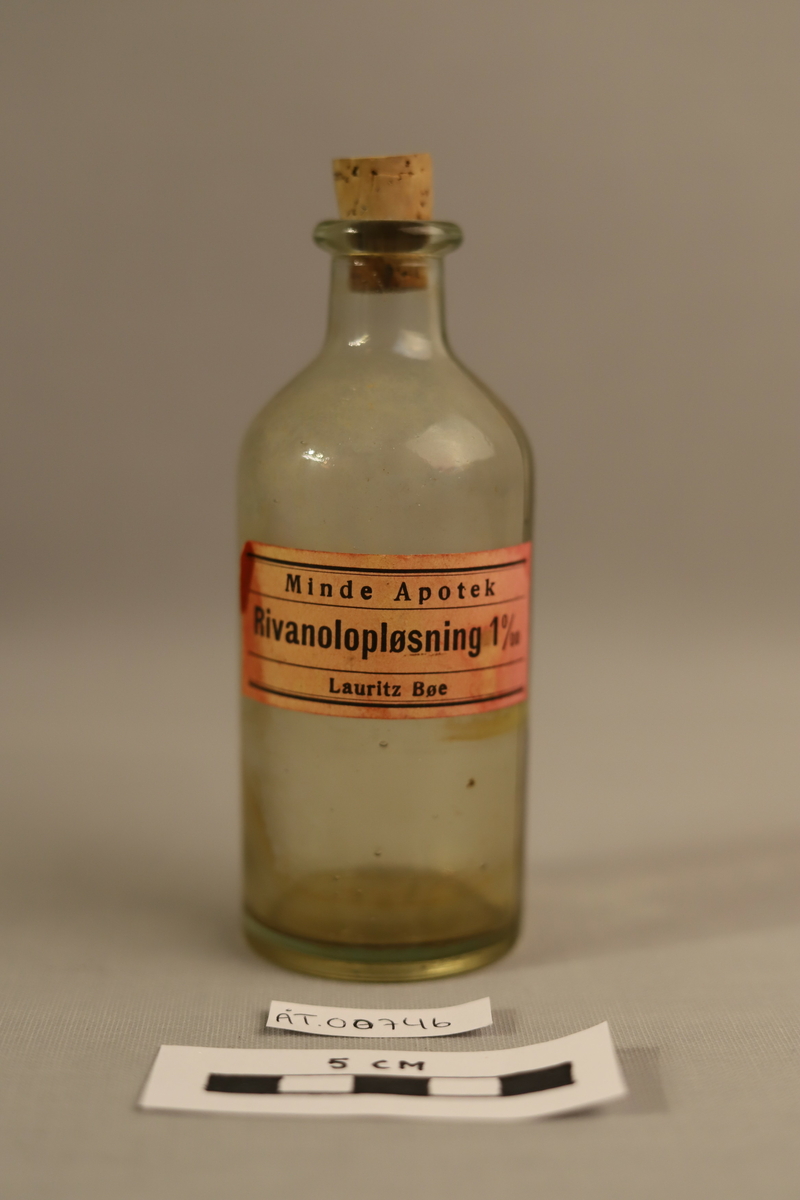 Minde Apotek
Rivanolopløsning 1‰
Lauritz Bøe
ÅT.00746
5 CM